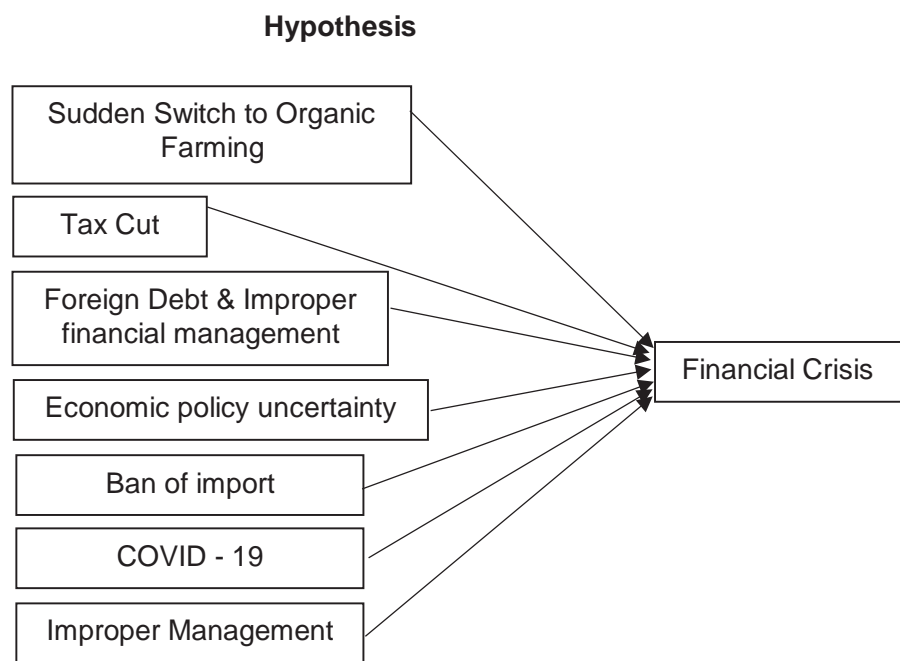 Hypothesis
Sudden Switch to Organic
Farming
Tax Cut
Foreign Debt & Improper
financial management
Financial Crisis
Economic policy uncertainty
Ban of import
COVID - 19
Improper Management